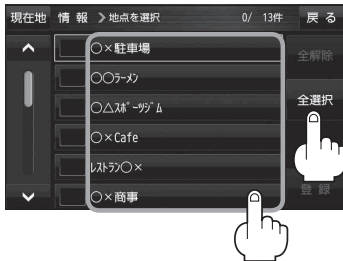 現在地 情報 ❯地点を選択 0/ 13件 戻る
○×駐車場
全解除
○○ラーメン
○△スポーツジム
全選択
○×Cafe
レストラン○×
○×商事
登録